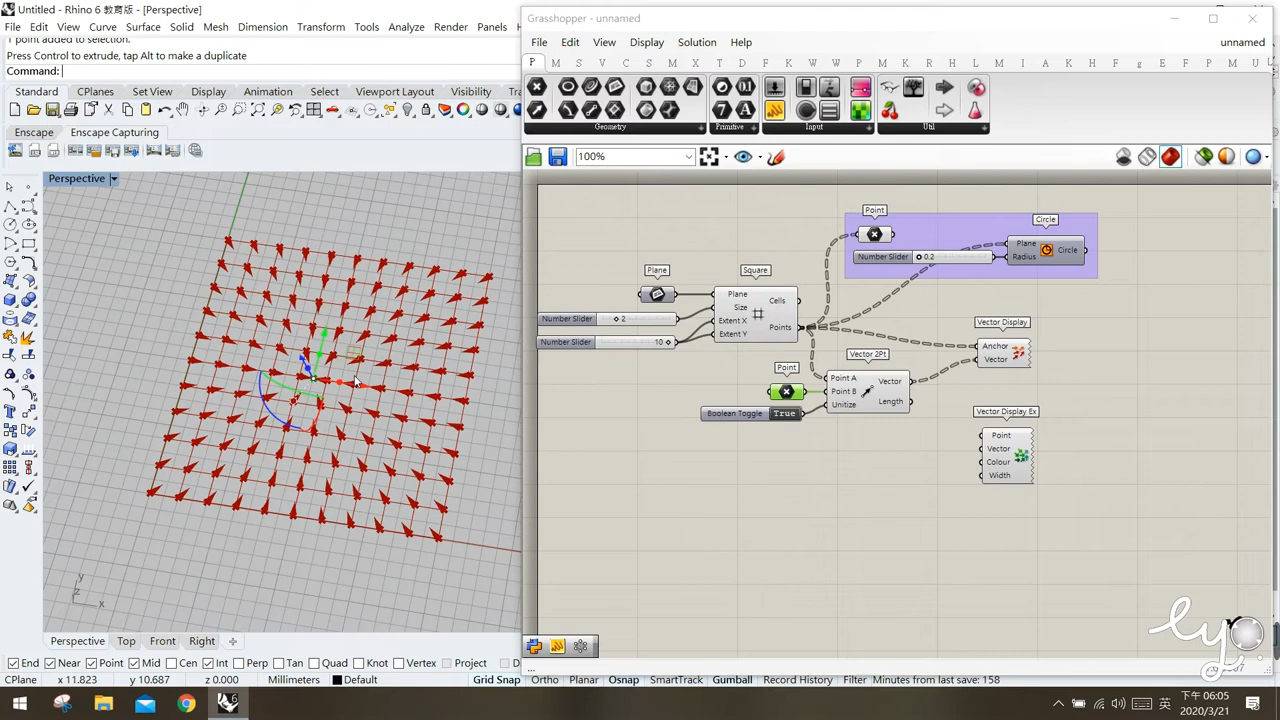 Untitled - Rhino 6 教育版 - [Perspective]
File Edit View Curve Surface Solid Mesh Dimension Transform Tools Analyze Render Panels
1 point added to selection.
Press Control to extrude, tap Alt to make a duplicate
Command:
Standard CPlanes Set View Display Select Viewport Layout Visibility
Enscape Capturing
Perspective
y
z
x
Perspective Top Front Right
End Near Point Mid Cen Int Perp Tan Quad Knot Vertex Project
CPlane x 11.823 y 10.687 z 0.000 Millimeters Default Grid Snap Ortho Planar Osnap SmartTrack Gumball Record History Filter Minutes from last save: 158
Grasshopper - unnamed
File Edit View Display Solution Help unnamed
P M S V C S M X T D P F A B K U R L M H E F g e f n D K E C H
Geometry Primitive Input Util
100%
Point
Circle
Plane
Radius
Circle
Number Slider 0.2
Plane
Square
Plane
Size
Extent X
Extent Y
Cells
Points
Number Slider 2
Number Slider 10
Vector Display
Anchor
Vector
Vector 2Pt
Point A
Point B
Unitize
Vector
Length
Point
Boolean Toggle True
Vector Display Ex
Point
Vector
Colour
Width
...
英
下午 06:05
2020/3/21